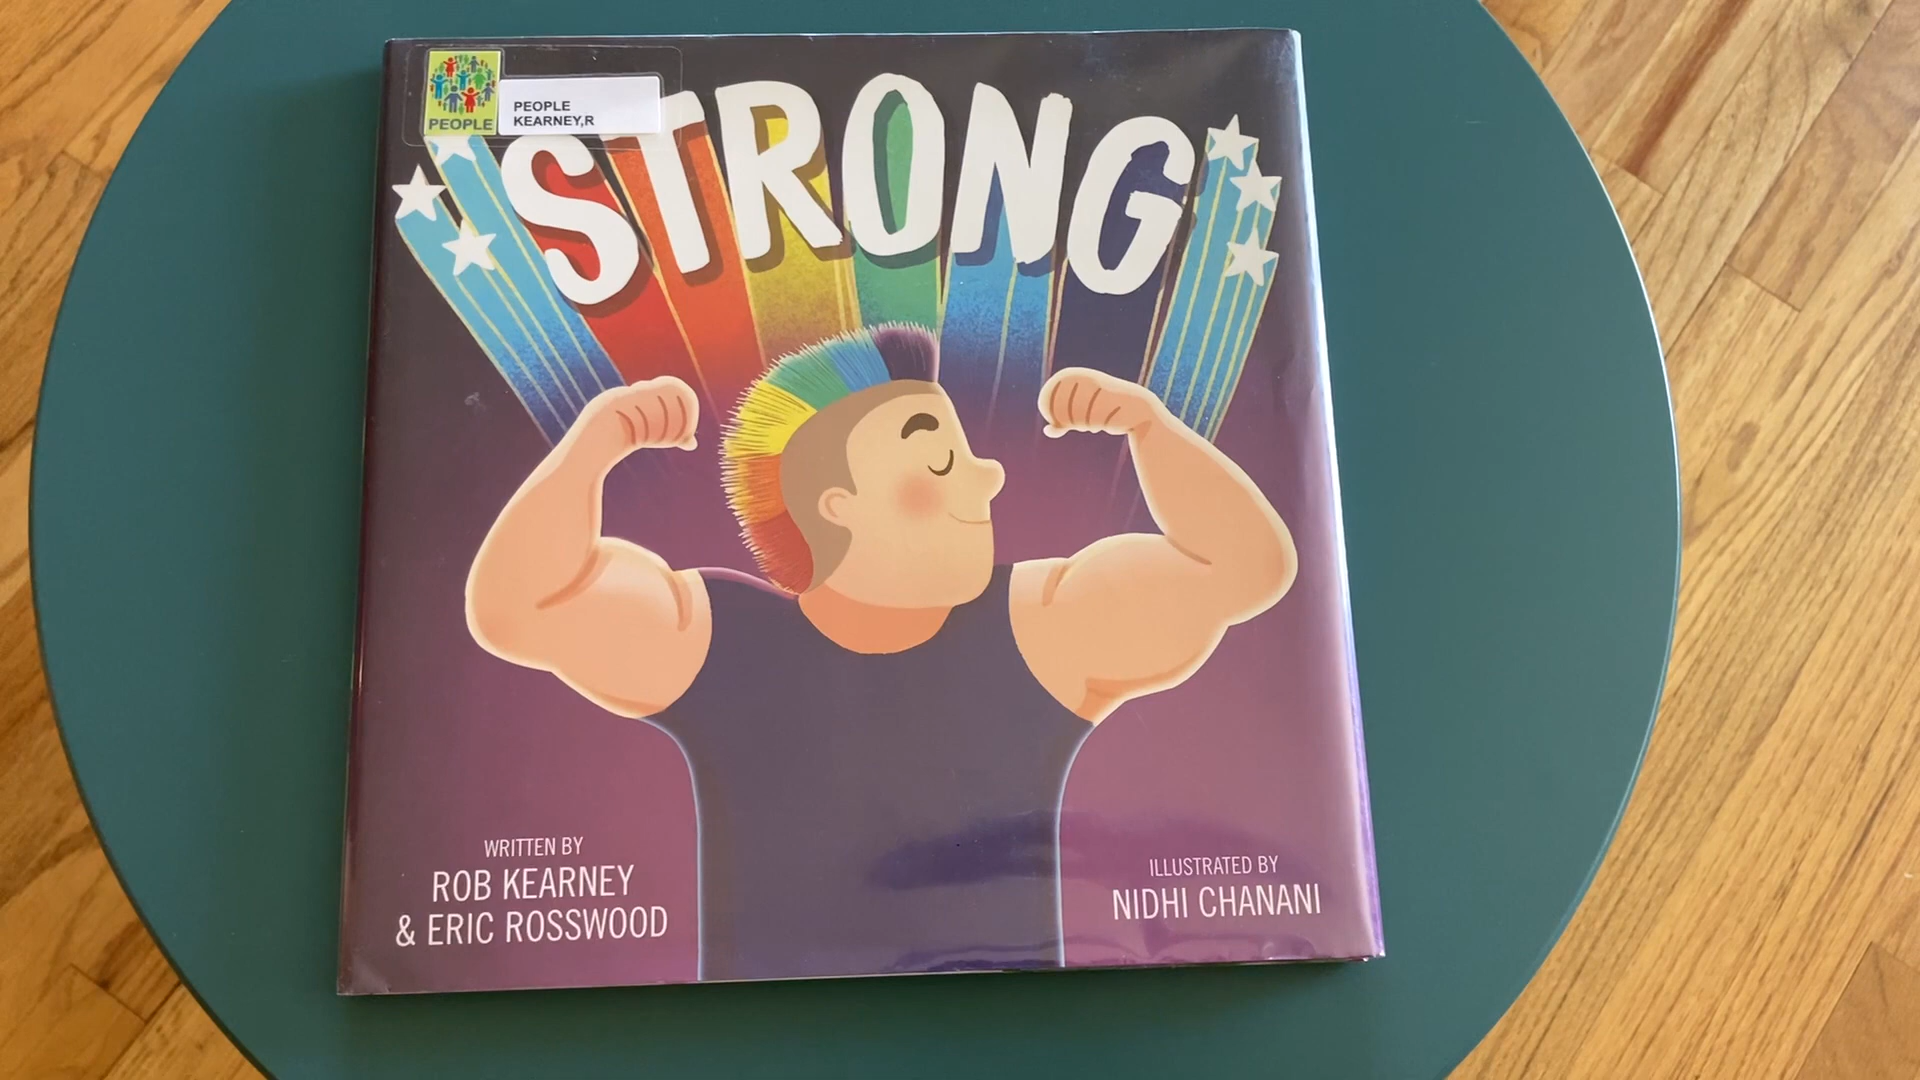 PEOPLE
PEOPLE
KEARNEY,R
STRONG
WRITTEN BY
ROB KEARNEY
& ERIC ROSSWOOD
ILLUSTRATED BY
NIDHI CHANANI